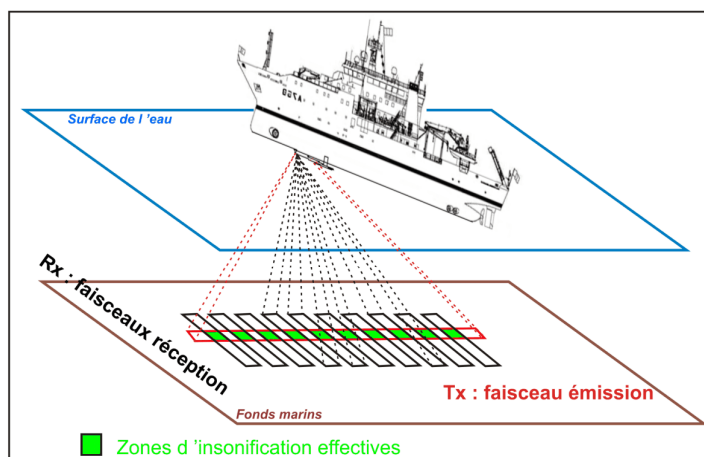 Surface de l 'eau
Rx : faisceaux réception
Tx : faisceau émission
Fonds marins
Zones d 'insonification effectives